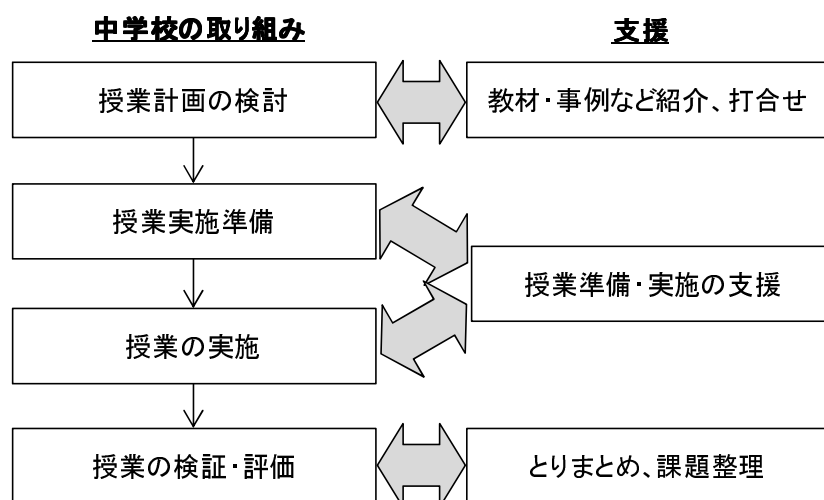 中学校の取り組み
支援
授業計画の検討
教材・事例など紹介、打合せ
授業実施準備
授業準備・実施の支援
授業の実施
授業の検証・評価
とりまとめ、課題整理